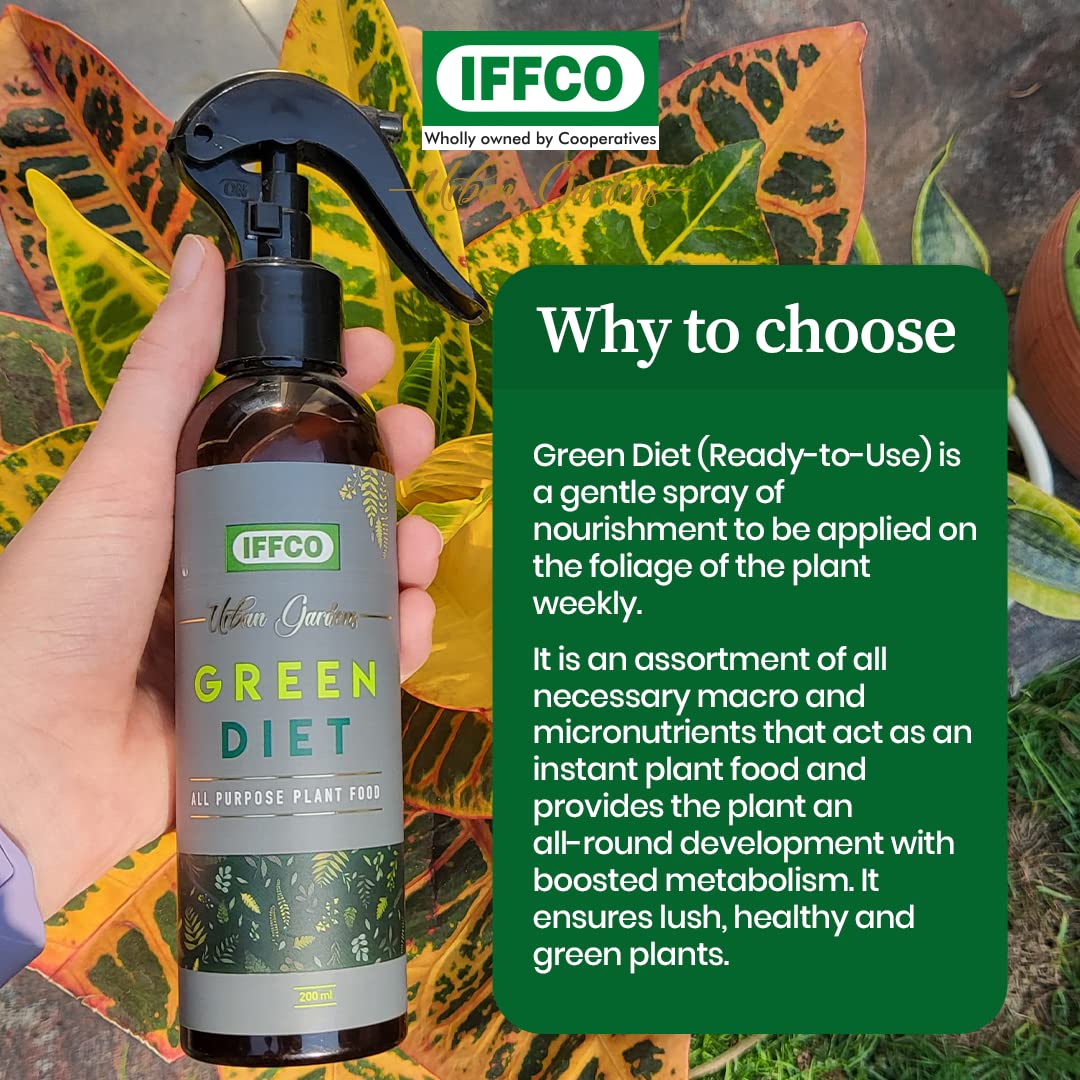 IFFCO
Wholly owned by Cooperatives
Urban Gardens
Why to choose
Green Diet (Ready-to-Use) is
a gentle spray of
nourishment to be applied on
the foliage of the plant
weekly.
It is an assortment of all
necessary macro and
micronutrients that act as an
instant plant food and
provides the plant an
all-round development with
boosted metabolism. It
ensures lush, healthy and
green plants.
ON
IFFCO
Urban Gardens
GREEN
DIET
ALL PURPOSE PLANT FOOD
200 ml